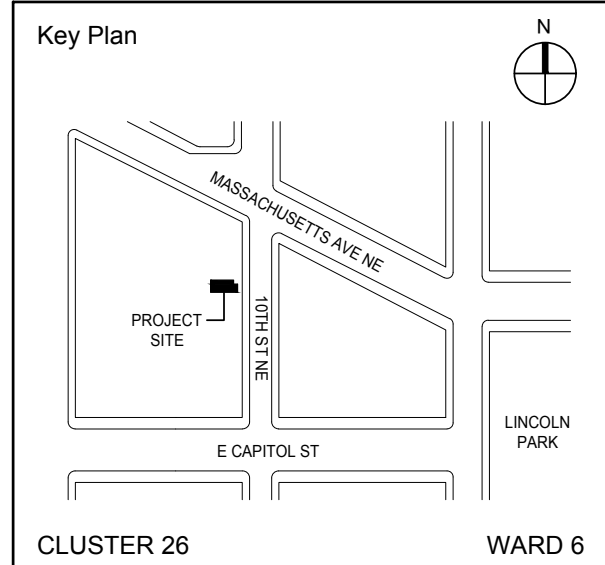 Key Plan
N
MASSACHUSETTS AVE NE
PROJECT
SITE
10TH ST NE
LINCOLN
PARK
E CAPITOL ST
CLUSTER 26
WARD 6